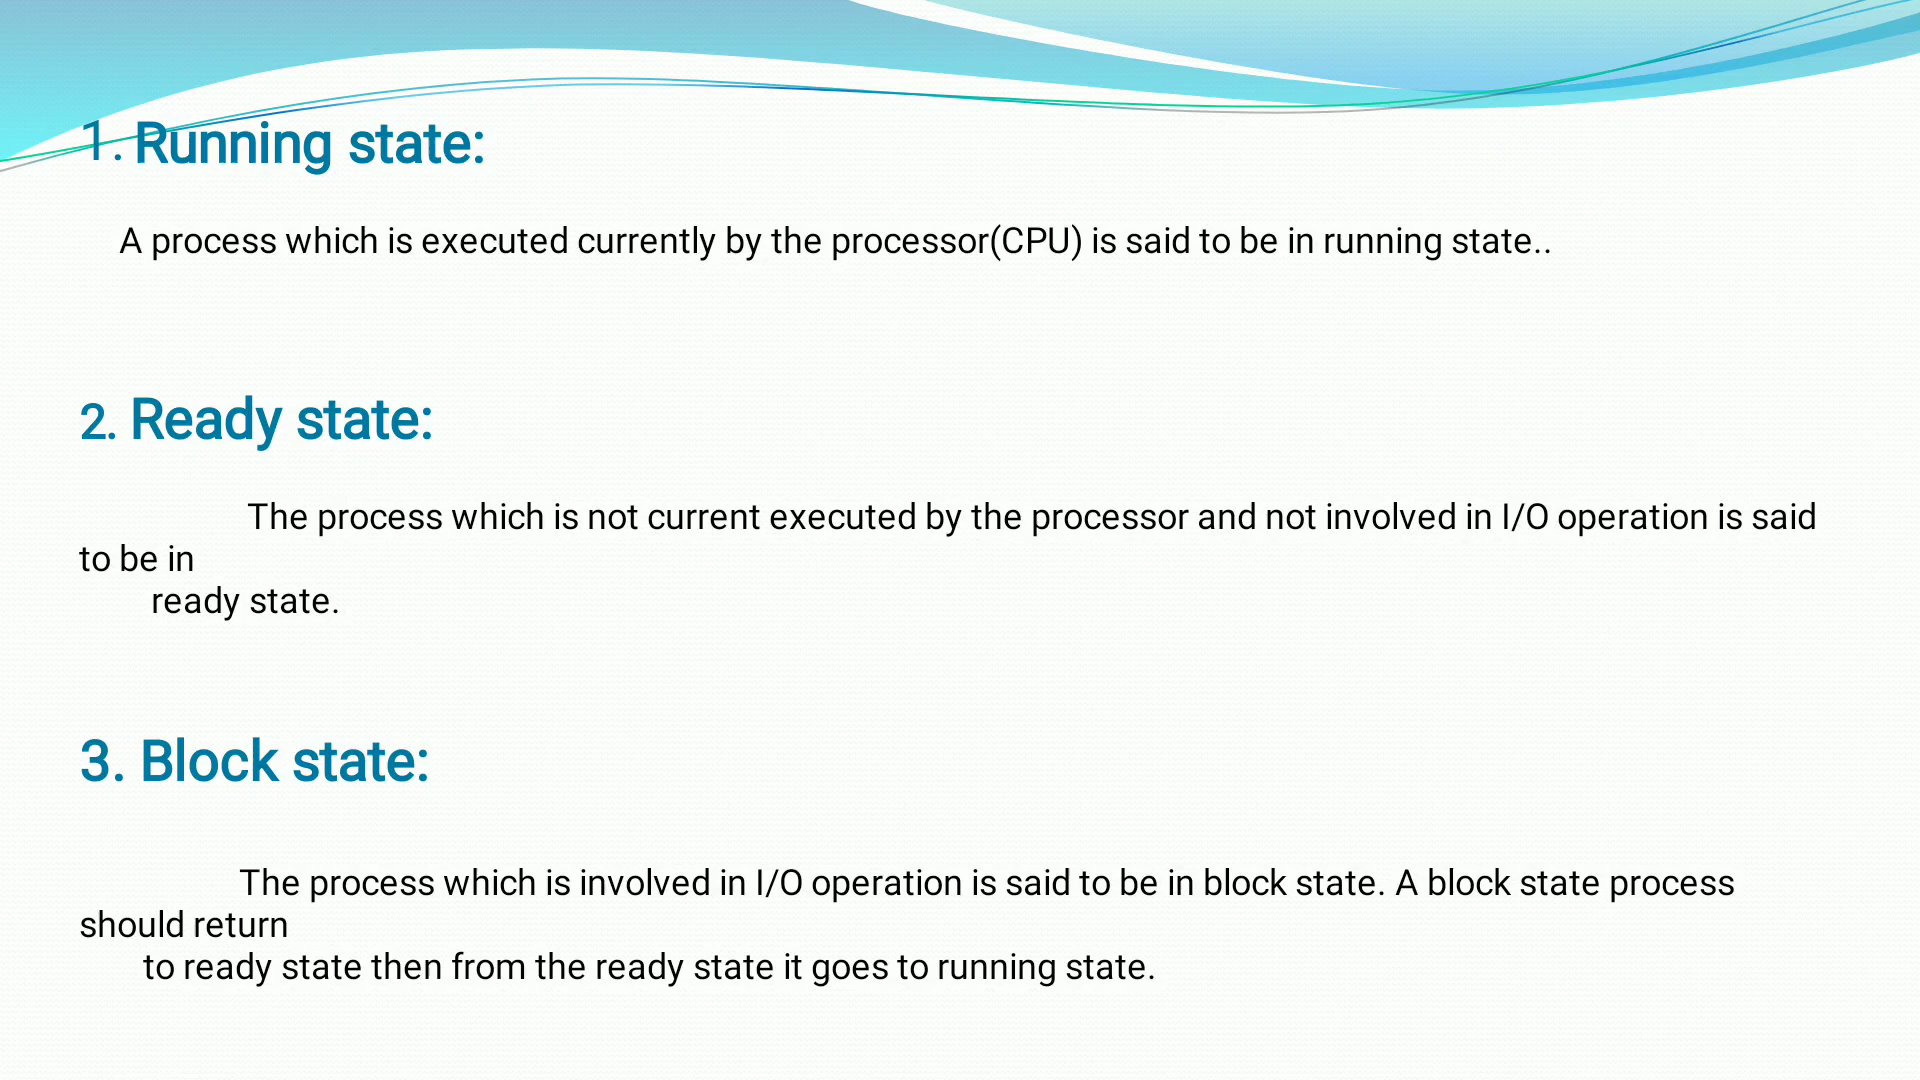 1. Running state:
A process which is executed currently by the processor(CPU) is said to be in running state..
2. Ready state:
The process which is not current executed by the processor and not involved in I/O operation is said
to be in
ready state.
3. Block state:
The process which is involved in I/O operation is said to be in block state. A block state process
should return
to ready state then from the ready state it goes to running state.